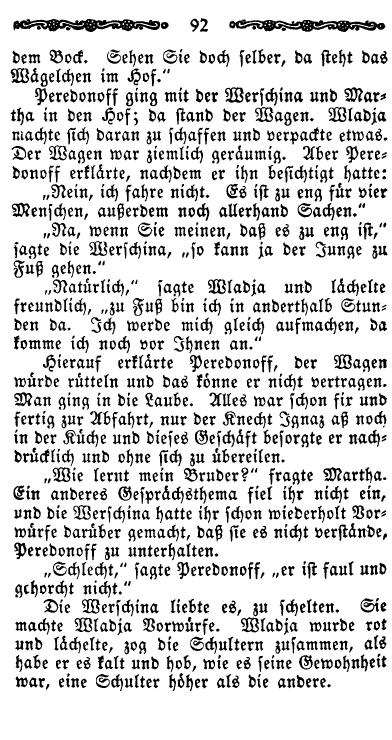 92
dem Bock. Sehen Sie doch selber, da steht das
Wägelchen im Hof.“
Peredonoff ging mit der Werschina und Mar-
tha in den Hof; da stand der Wagen. Wladja
machte sich daran zu schaffen und verpackte etwas.
Der Wagen war ziemlich geräumig. Aber Pere-
donoff erklärte, nachdem er ihn besichtigt hatte:
„Nein, ich fahre nicht. Es ist zu eng für vier
Menschen, außerdem noch allerhand Sachen.“
„Na, wenn Sie meinen, daß es zu eng ist,“
sagte die Werschina, „so kann ja der Junge zu
Fuß gehen.“
„Natürlich,“ sagte Wladja und lächelte
freundlich, „zu Fuß bin ich in anderthalb Stun-
den da. Ich werde mich gleich aufmachen, da
komme ich noch vor Ihnen an.“
Hierauf erklärte Peredonoff, der Wagen
würde rütteln und das könne er nicht vertragen.
Man ging in die Laube. Alles war schon fix und
fertig zur Abfahrt, nur der Knecht Ignaz aß noch
in der Küche und dieses Geschäft besorgte er nach-
drücklich und ohne sich zu übereilen.
„Wie lernt mein Bruder?“ fragte Martha.
Ein anderes Gesprächsthema fiel ihr nicht ein,
und die Werschina hatte ihr schon wiederholt Vor-
würfe darüber gemacht, daß sie es nicht verstände,
Peredonoff zu unterhalten.
„Schlecht,“ sagte Peredonoff, „er ist faul und
gehorcht nicht.“
Die Werschina liebte es, zu schelten. Sie
machte Wladja Vorwürfe. Wladja wurde rot
und lächelte, zog die Schultern zusammen, als
habe er es kalt und hob, wie es seine Gewohnheit
war, eine Schulter höher als die andere.